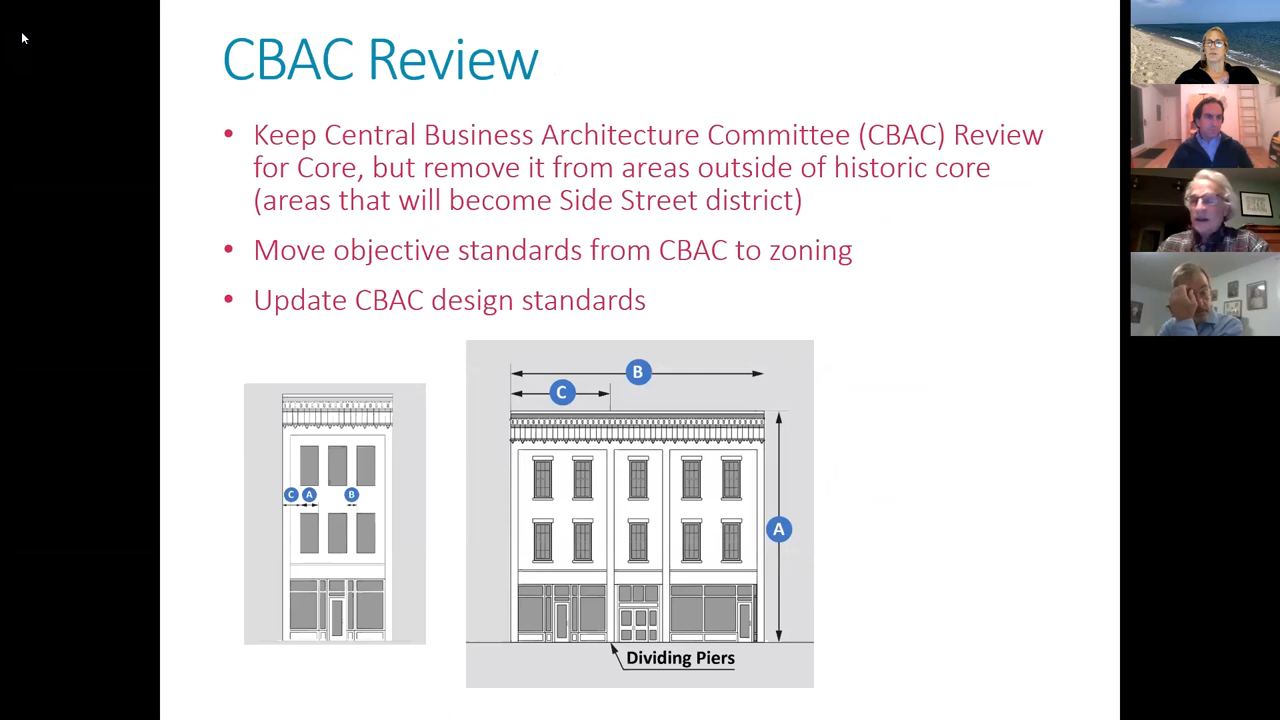 CBAC Review
• Keep Central Business Architecture Committee (CBAC) Review
for Core, but remove it from areas outside of historic core
(areas that will become Side Street district)
• Move objective standards from CBAC to zoning
• Update CBAC design standards
B
C
C A B
A
Dividing Piers